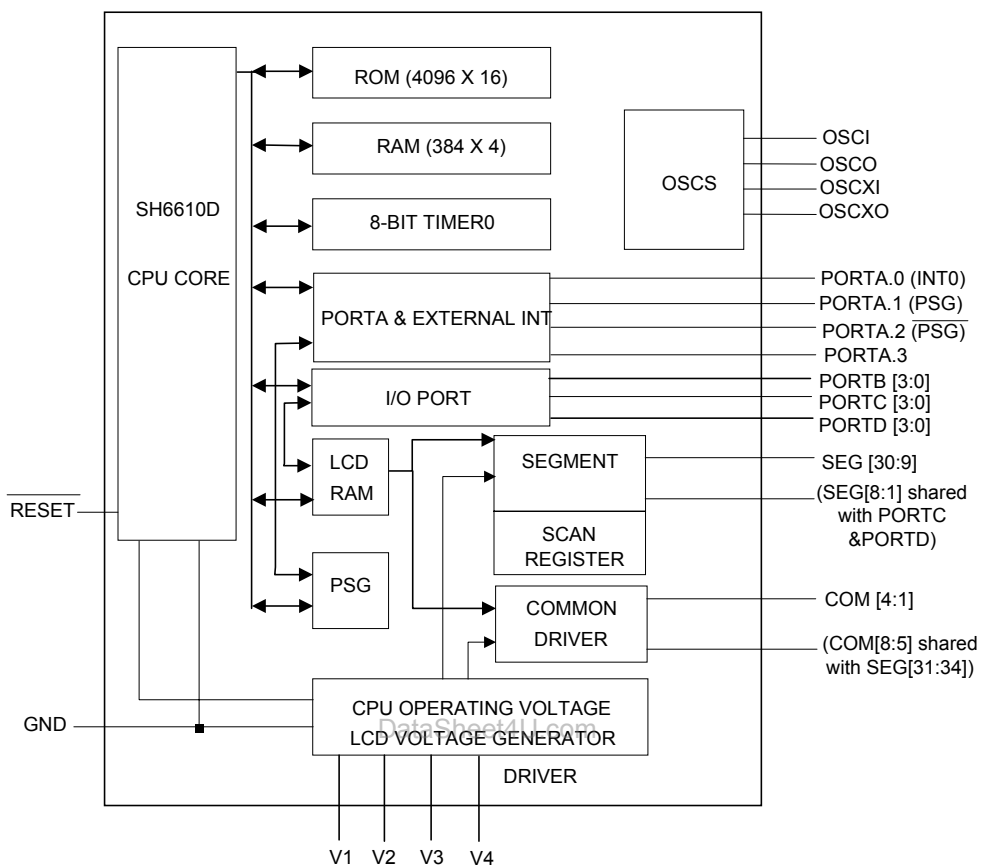 ROM (4096 X 16)
RAM (384 X 4)
OSCI
OSCO
OSCS
OSCXI
OSCXO
SH6610D
CPU CORE
8-BIT TIMER0
PORTA & EXTERNAL INT
PORTA.0 (INT0)
PORTA.1 (PSG)
PORTA.2 (PSG)
PORTA.3
I/O PORT
PORTB [3:0]
PORTC [3:0]
PORTD [3:0]
LCD
RAM
SEGMENT
SEG [30:9]
(SEG[8:1] shared
with PORTC
&PORTD)
RESET
SCAN
REGISTER
PSG
COMMON
DRIVER
COM [4:1]
(COM[8:5] shared
with SEG[31:34])
GND
CPU OPERATING VOLTAGE
DataSheet4U.com
LCD VOLTAGE GENERATOR
DRIVER
V1 V2 V3 V4